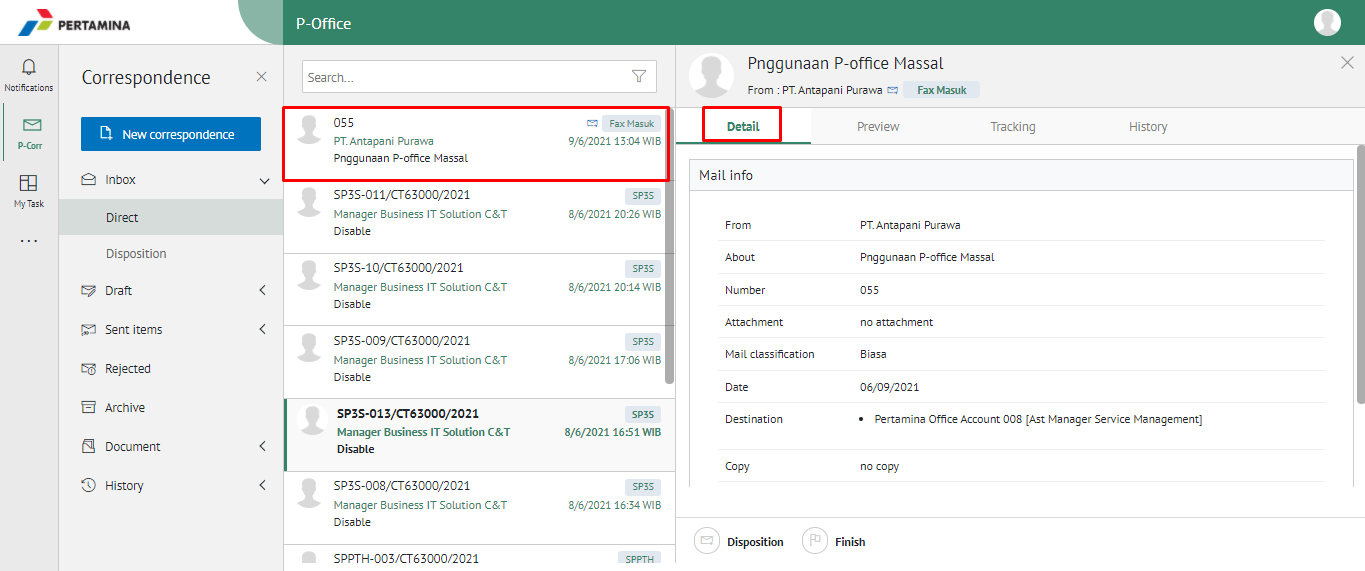 PERTAMINA
P-Office
Notifications
P-Corr
My Task
Correspondence
New correspondence
Inbox
Direct
Disposition
Draft
Sent items
Rejected
Archive
Document
History
Search...
055
Fax Masuk
PT. Antapani Purawa
9/6/2021 13:04 WIB
Pnggunaan P-office Massal
SP3S-011/CT63000/2021
SP3S
Manager Business IT Solution C&T
8/6/2021 20:26 WIB
Disable
SP3S-10/CT63000/2021
SP3S
Manager Business IT Solution C&T
8/6/2021 20:14 WIB
Disable
SP3S-009/CT63000/2021
SP3S
Manager Business IT Solution C&T
8/6/2021 17:06 WIB
Disable
SP3S-013/CT63000/2021
SP3S
Manager Business IT Solution C&T
8/6/2021 16:51 WIB
Disable
SP3S-008/CT63000/2021
SP3S
Manager Business IT Solution C&T
8/6/2021 16:34 WIB
Disable
SPPTH-003/CT63000/2021
SPPTH
Pnggunaan P-office Massal
From : PT. Antapani Purawa
Fax Masuk
Detail
Preview
Tracking
History
Mail info
From PT. Antapani Purawa
About Pnggunaan P-office Massal
Number 055
Attachment no attachment
Mail classification Biasa
Date 06/09/2021
Destination • Pertamina Office Account 008 [Ast Manager Service Management]
Copy no copy
Disposition
Finish